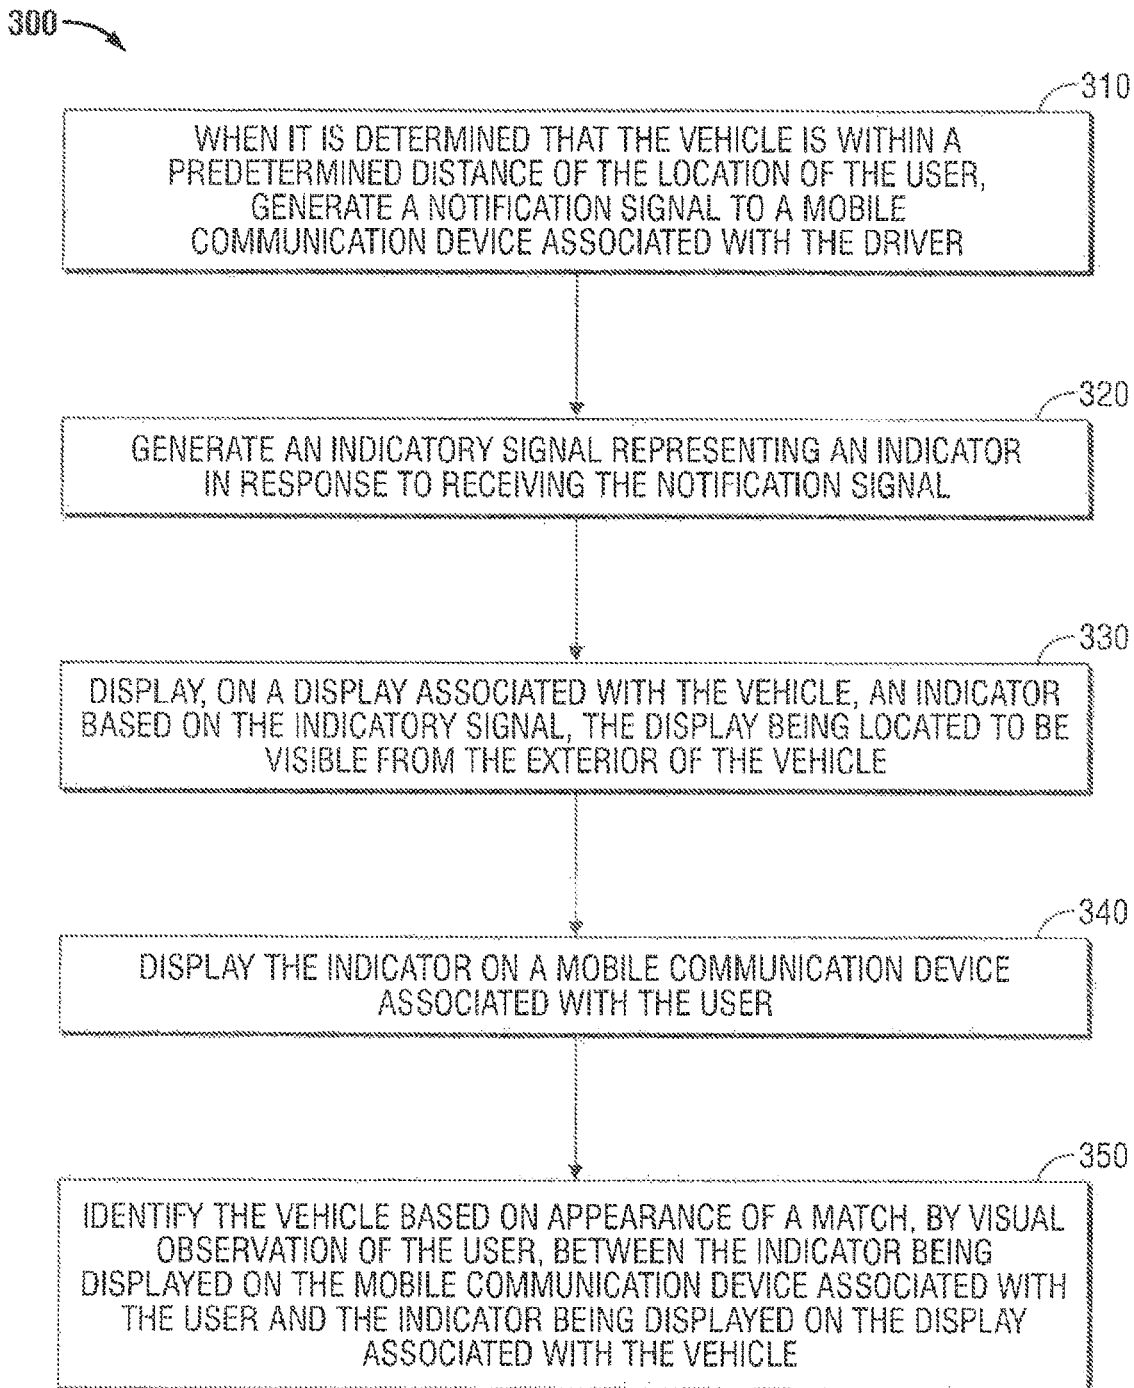 300
310
WHEN IT IS DETERMINED THAT THE VEHICLE IS WITHIN A
PREDETERMINED DISTANCE OF THE LOCATION OF THE USER,
GENERATE A NOTIFICATION SIGNAL TO A MOBILE
COMMUNICATION DEVICE ASSOCIATED WITH THE DRIVER
320
GENERATE AN INDICATORY SIGNAL REPRESENTING AN INDICATOR
IN RESPONSE TO RECEIVING THE NOTIFICATION SIGNAL
330
DISPLAY, ON A DISPLAY ASSOCIATED WITH THE VEHICLE, AN INDICATOR
BASED ON THE INDICATORY SIGNAL, THE DISPLAY BEING LOCATED TO BE
VISIBLE FROM THE EXTERIOR OF THE VEHICLE
340
DISPLAY THE INDICATOR ON A MOBILE COMMUNICATION DEVICE
ASSOCIATED WITH THE USER
350
IDENTIFY THE VEHICLE BASED ON APPEARANCE OF A MATCH, BY VISUAL
OBSERVATION OF THE USER, BETWEEN THE INDICATOR BEING
DISPLAYED ON THE MOBILE COMMUNICATION DEVICE ASSOCIATED WITH
THE USER AND THE INDICATOR BEING DISPLAYED ON THE DISPLAY
ASSOCIATED WITH THE VEHICLE